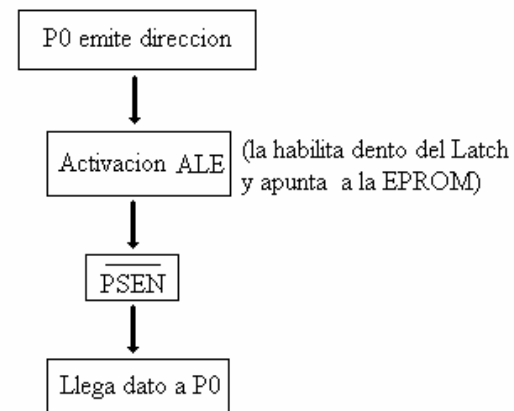 P0 emite direccion
Activacion ALE
(la habilita dento del Latch
y apunta a la EPROM)
PSEN
Llega dato a P0